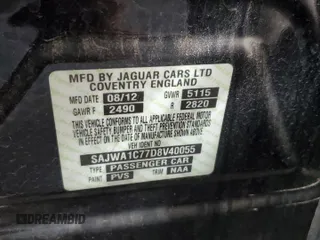 MFD BY JAGUAR CARS LTD
COVENTRY ENGLAND
MFD DATE 08/12 GVWR 5115
GAWR F 2490 R 2820
THIS VEHICLE CONFORMS TO ALL APPLICABLE FEDERAL MOTOR
VEHICLE SAFETY BUMPER AND THEFT PREVENTION STANDARDS
IN EFFECT ON THE DATE OF MANUFACTURE SHOWN ABOVE
VEH IDENT NO
SAJWA1C77D8V40055
TYPE PASSENGER CAR
PAINT PVS TRIM NAA
DREAMBID